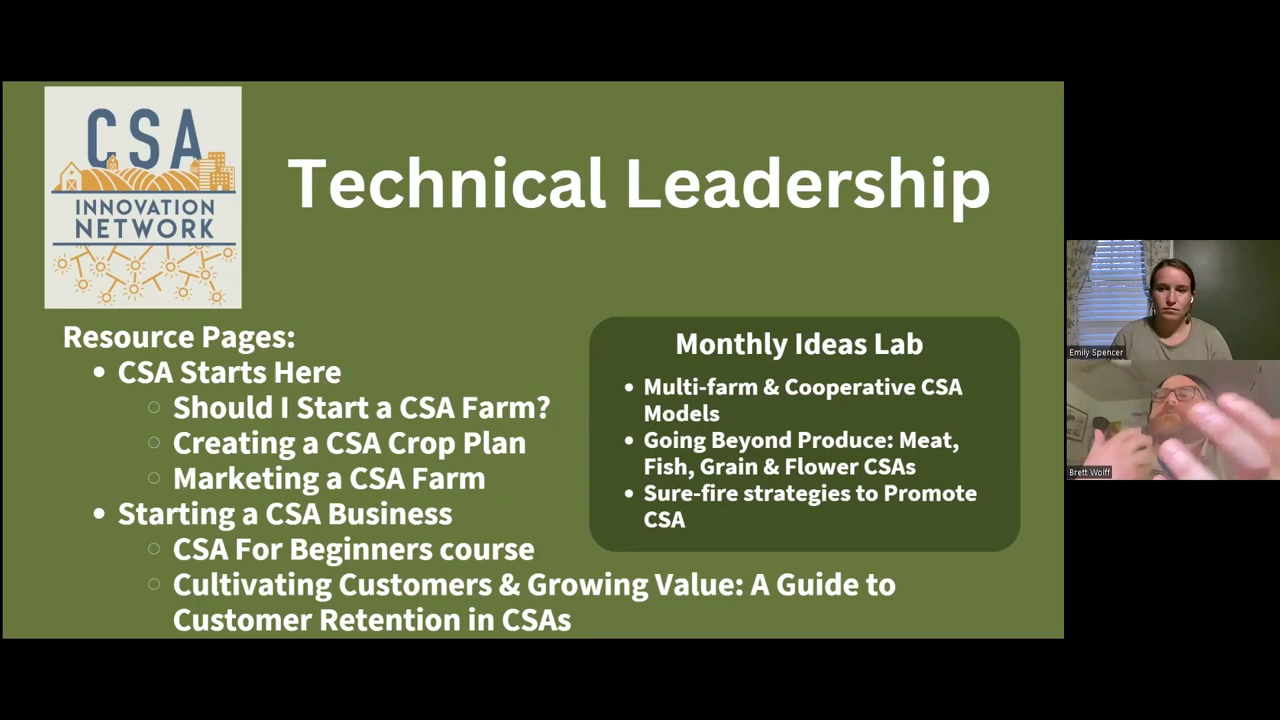 CSA
INNOVATION
NETWORK
Technical Leadership
Resource Pages:
• CSA Starts Here
○ Should I Start a CSA Farm?
○ Creating a CSA Crop Plan
○ Marketing a CSA Farm
• Starting a CSA Business
○ CSA For Beginners course
○ Cultivating Customers & Growing Value: A Guide to
Customer Retention in CSAs
Monthly Ideas Lab
• Multi-farm & Cooperative CSA
Models
• Going Beyond Produce: Meat,
Fish, Grain & Flower CSAs
• Sure-fire strategies to Promote
CSA
Emily Spencer
Brett Wolff